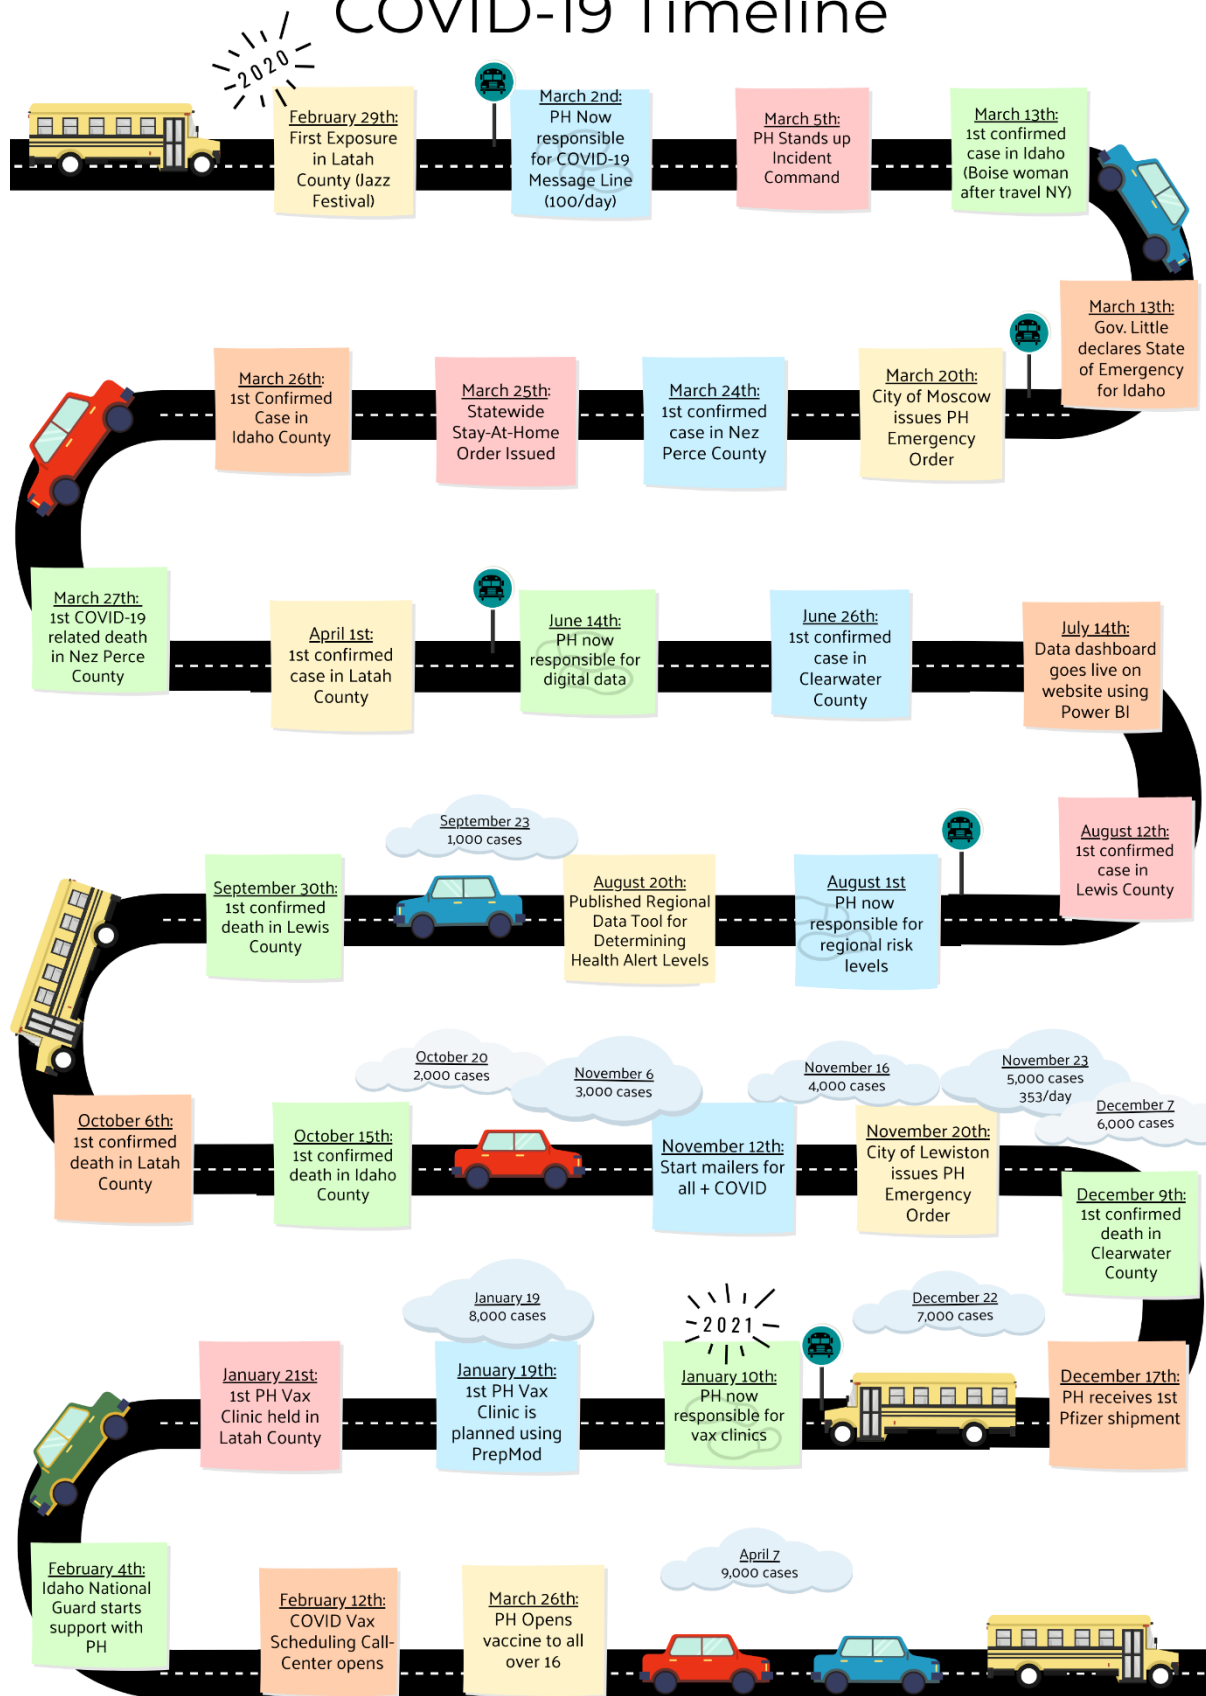 COVID-19 Timeline
2020
February 29th:
First Exposure
in Latah
County (Jazz
Festival)
March 2nd:
PH Now
responsible
for COVID-19
Message Line
(100/day)
March 5th:
PH Stands up
Incident
Command
March 13th:
1st confirmed
case in Idaho
(Boise woman
after travel NY)
March 13th:
Gov. Little
declares State
of Emergency
for Idaho
March 20th:
City of Moscow
issues PH
Emergency
Order
March 24th:
1st confirmed
case in Nez
Perce County
March 25th:
Statewide
Stay-At-Home
Order Issued
March 26th:
1st Confirmed
Case in
Idaho County
March 27th:
1st COVID-19
related death
in Nez Perce
County
April 1st:
1st confirmed
case in Latah
County
June 14th:
PH now
responsible for
digital data
June 26th:
1st confirmed
case in
Clearwater
County
July 14th:
Data dashboard
goes live on
website using
Power BI
August 12th:
1st confirmed
case in
Lewis County
August 1st
PH now
responsible for
regional risk
levels
August 20th:
Published Regional
Data Tool for
Determining
Health Alert Levels
September 23
1,000 cases
September 30th:
1st confirmed
death in Lewis
County
October 6th:
1st confirmed
death in Latah
County
October 15th:
1st confirmed
death in Idaho
County
October 20
2,000 cases
November 6
3,000 cases
November 12th:
Start mailers for
all + COVID
November 16
4,000 cases
November 20th:
City of Lewiston
issues PH
Emergency
Order
November 23
5,000 cases
353/day
December 7
6,000 cases
December 9th:
1st confirmed
death in
Clearwater
County
December 17th:
PH receives 1st
Pfizer shipment
December 22
7,000 cases
2021
January 10th:
PH now
responsible for
vax clinics
January 19
8,000 cases
January 19th:
1st PH Vax
Clinic is
planned using
PrepMod
January 21st:
1st PH Vax
Clinic held in
Latah County
February 4th:
Idaho National
Guard starts
support with
PH
February 12th:
COVID Vax
Scheduling Call-
Center opens
March 26th:
PH Opens
vaccine to all
over 16
April 7
9,000 cases